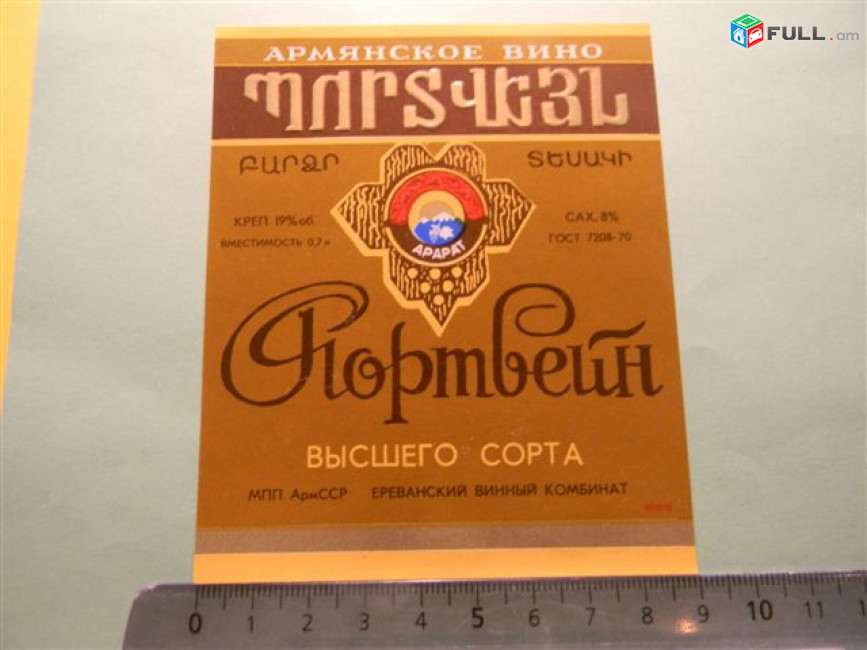 FULL.am
АРМЯНСКОЕ ВИНО
ՊՈՐՏՎԵՅՆ
ԲԱՐՁՐ ՏԵՍԱԿԻ
КРЕП. 19% об. САХ. 8%
ВМЕСТИМОСТЬ 0,7 л ГОСТ 7208-70
АРАРАТ
Портвейн
ВЫСШЕГО СОРТА
МПП АрмССР ЕРЕВАНСКИЙ ВИННЫЙ КОМБИНАТ
0 1 2 3 4 5 6 7 8 9 10 11